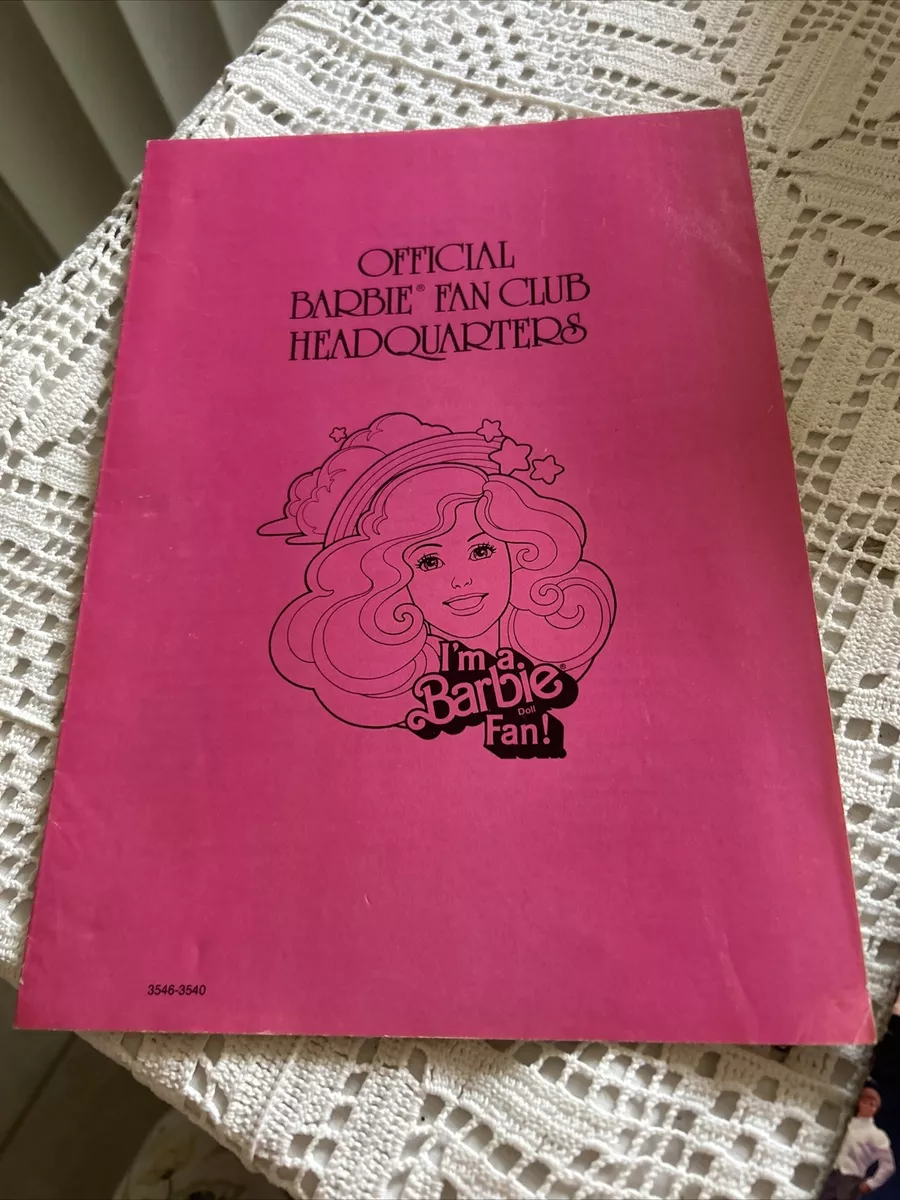 OFFICIAL
BARBIE® FAN CLUB
HEADQUARTERS
I'm a
Barbie®
Doll
Fan!
3546-3540